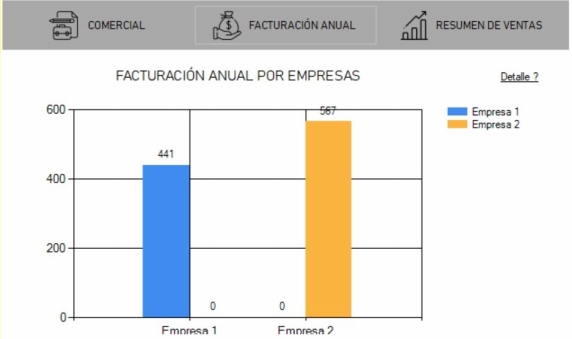 COMERCIAL
FACTURACIÓN ANUAL
RESUMEN DE VENTAS
FACTURACIÓN ANUAL POR EMPRESAS
Detalle ?
Empresa 1
Empresa 2
600
567
441
400
200
0
0
0
Empresa 1
Empresa 2